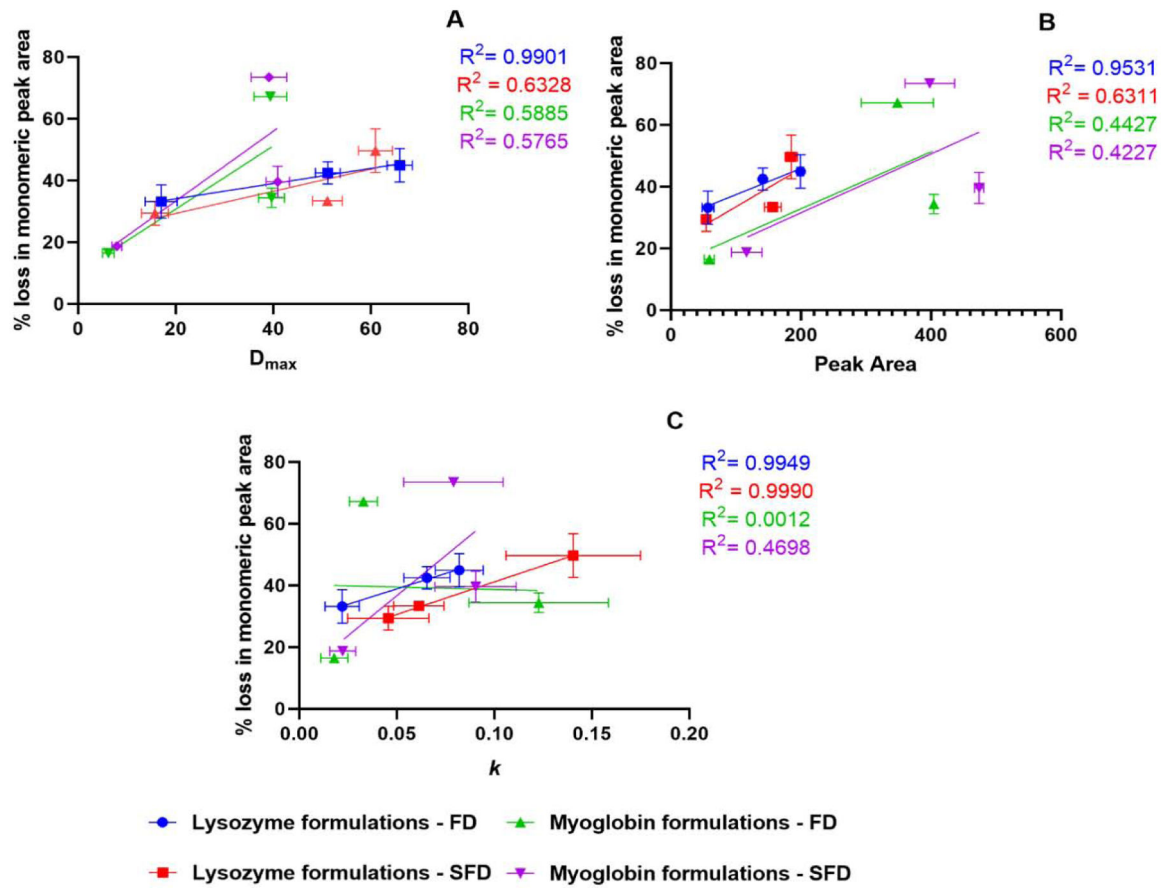 A
R²= 0.9901
R² = 0.6328
R²= 0.5885
R²= 0.5765
% loss in monomeric peak area
80
60
40
20
0
0 20 40 60 80
Dmax
B
R²= 0.9531
R² = 0.6311
R²= 0.4427
R²= 0.4227
% loss in monomeric peak area
80
60
40
20
0
0 200 400 600
Peak Area
C
R²= 0.9949
R² = 0.9990
R²= 0.0012
R²= 0.4698
% loss in monomeric peak area
80
60
40
20
0
0.00 0.05 0.10 0.15 0.20
k
Lysozyme formulations - FD
Myoglobin formulations - FD
Lysozyme formulations - SFD
Myoglobin formulations - SFD